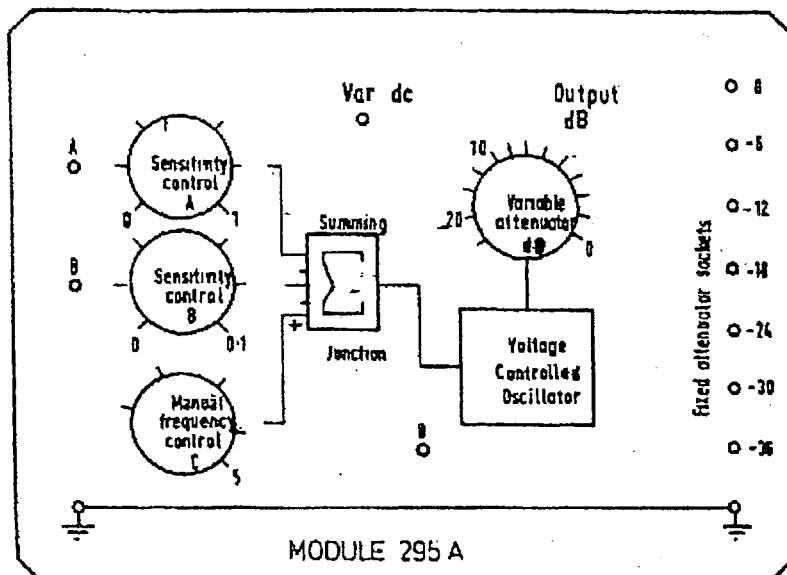 Var dc
Output
dB
A
Sensitivity
control
A
0
1
B
Sensitivity
control
B
0
0·1
Manual
frequency
control
C
5
Summing
Σ
+
Junction
10
20
0
Variable
attenuator
dB
Voltage
Controlled
Oscillator
Fixed attenuator sockets
-6
-12
-18
-24
-30
-36
MODULE 295 A